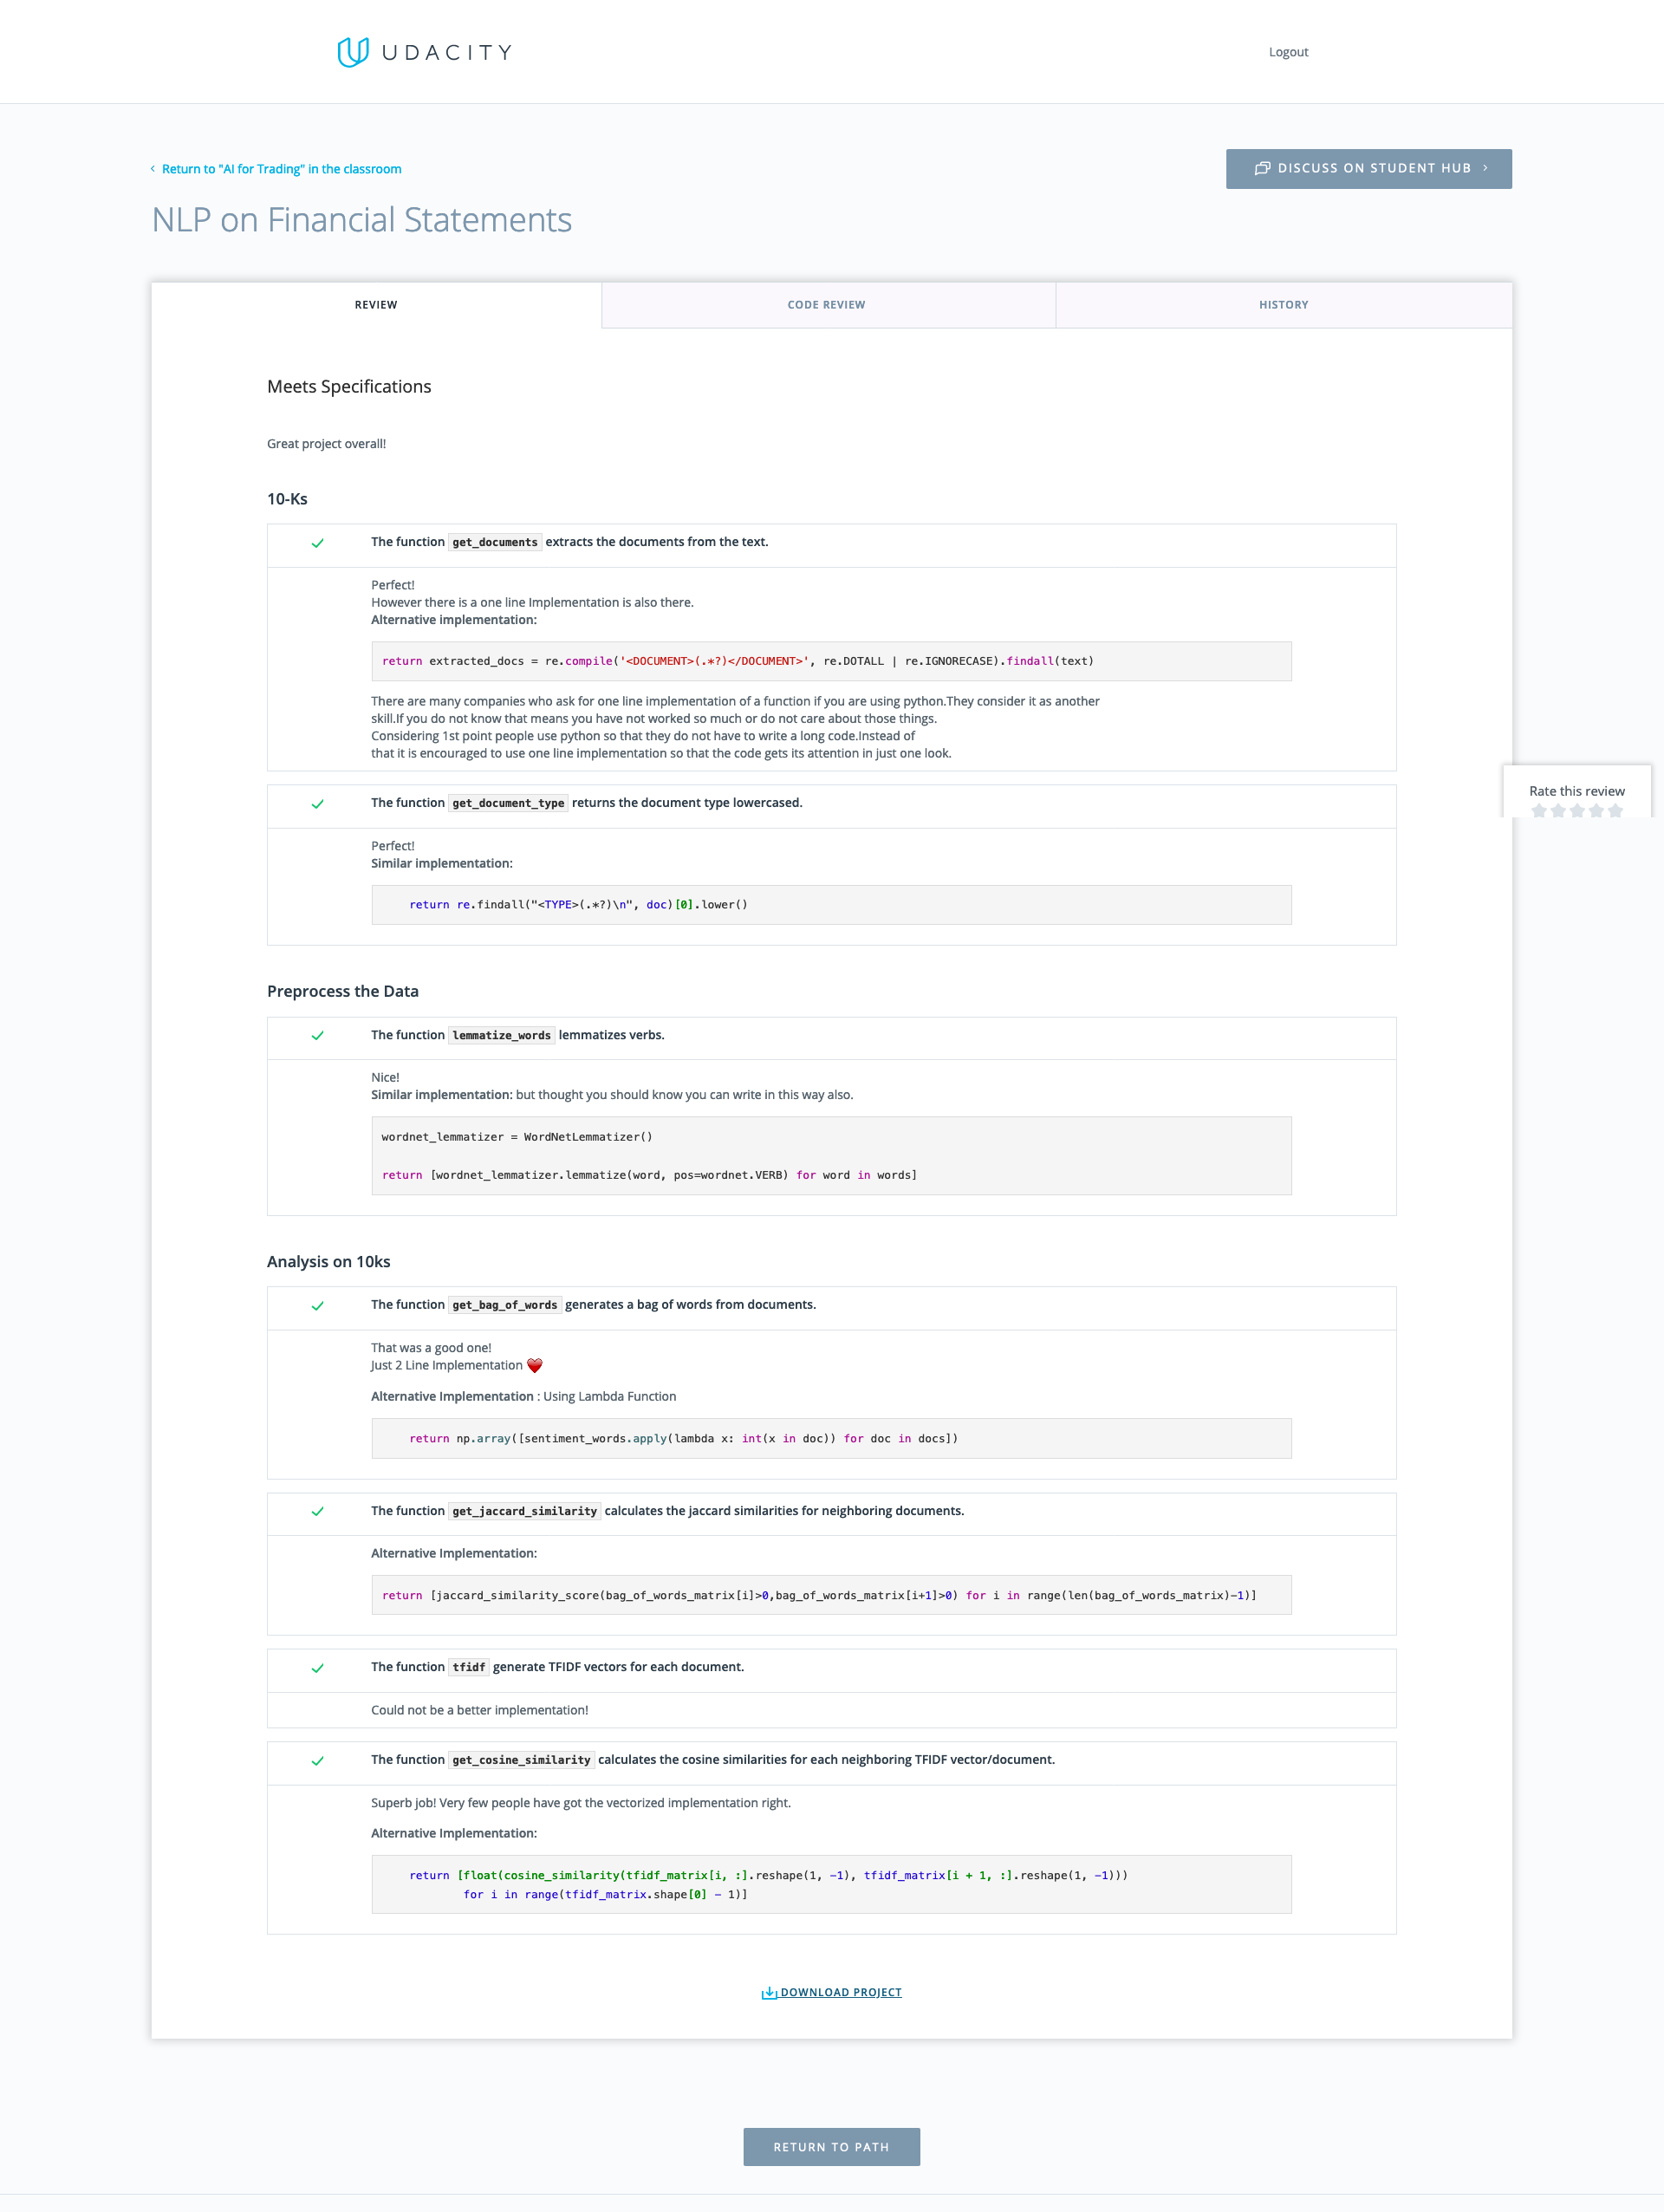 UDACITY
Logout
Return to "AI for Trading" in the classroom
DISCUSS ON STUDENT HUB
NLP on Financial Statements
REVIEW
CODE REVIEW
HISTORY
Meets Specifications
Great project overall!
10-Ks
The function get_documents extracts the documents from the text.
Perfect!
However there is a one line Implementation is also there.
Alternative implementation:
return extracted_docs = re.compile('<DOCUMENT>(.*?)</DOCUMENT>', re.DOTALL | re.IGNORECASE).findall(text)
There are many companies who ask for one line implementation of a function if you are using python.They consider it as another
skill.If you do not know that means you have not worked so much or do not care about those things.
Considering 1st point people use python so that they do not have to write a long code.Instead of
that it is encouraged to use one line implementation so that the code gets its attention in just one look.
Rate this review
The function get_document_type returns the document type lowercased.
Perfect!
Similar implementation:
return re.findall("<TYPE>(.*?)\n", doc)[0].lower()
Preprocess the Data
The function lemmatize_words lemmatizes verbs.
Nice!
Similar implementation: but thought you should know you can write in this way also.
wordnet_lemmatizer = WordNetLemmatizer()
return [wordnet_lemmatizer.lemmatize(word, pos=wordnet.VERB) for word in words]
Analysis on 10ks
The function get_bag_of_words generates a bag of words from documents.
That was a good one!
Just 2 Line Implementation
Alternative Implementation : Using Lambda Function
return np.array([sentiment_words.apply(lambda x: int(x in doc)) for doc in docs])
The function get_jaccard_similarity calculates the jaccard similarities for neighboring documents.
Alternative Implementation:
return [jaccard_similarity_score(bag_of_words_matrix[i]>0,bag_of_words_matrix[i+1]>0) for i in range(len(bag_of_words_matrix)-1)]
The function tfidf generate TFIDF vectors for each document.
Could not be a better implementation!
The function get_cosine_similarity calculates the cosine similarities for each neighboring TFIDF vector/document.
Superb job! Very few people have got the vectorized implementation right.
Alternative Implementation:
return [float(cosine_similarity(tfidf_matrix[i, :].reshape(1, -1), tfidf_matrix[i + 1, :].reshape(1, -1)))
for i in range(tfidf_matrix.shape[0] - 1)]
DOWNLOAD PROJECT
RETURN TO PATH